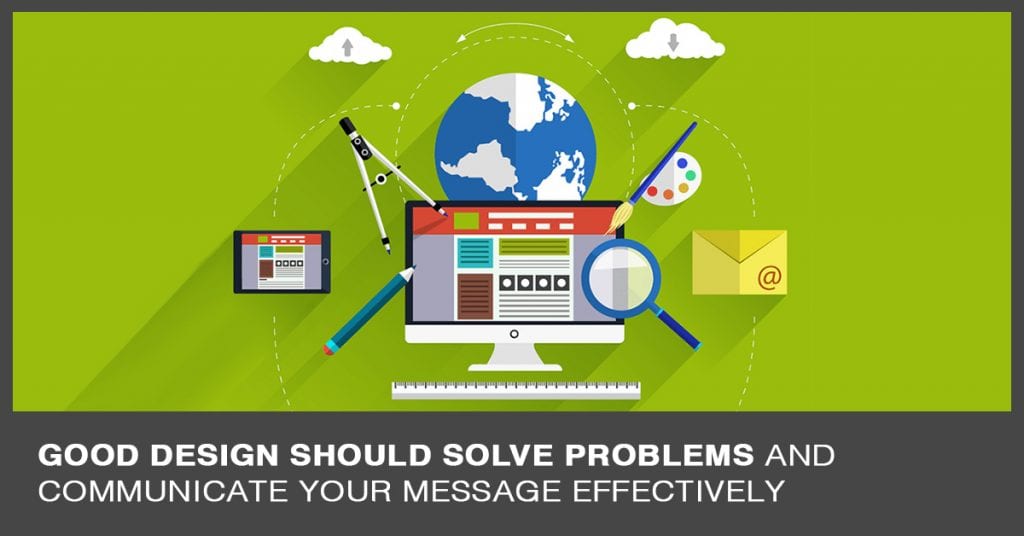 @
GOOD DESIGN SHOULD SOLVE PROBLEMS AND
COMMUNICATE YOUR MESSAGE EFFECTIVELY